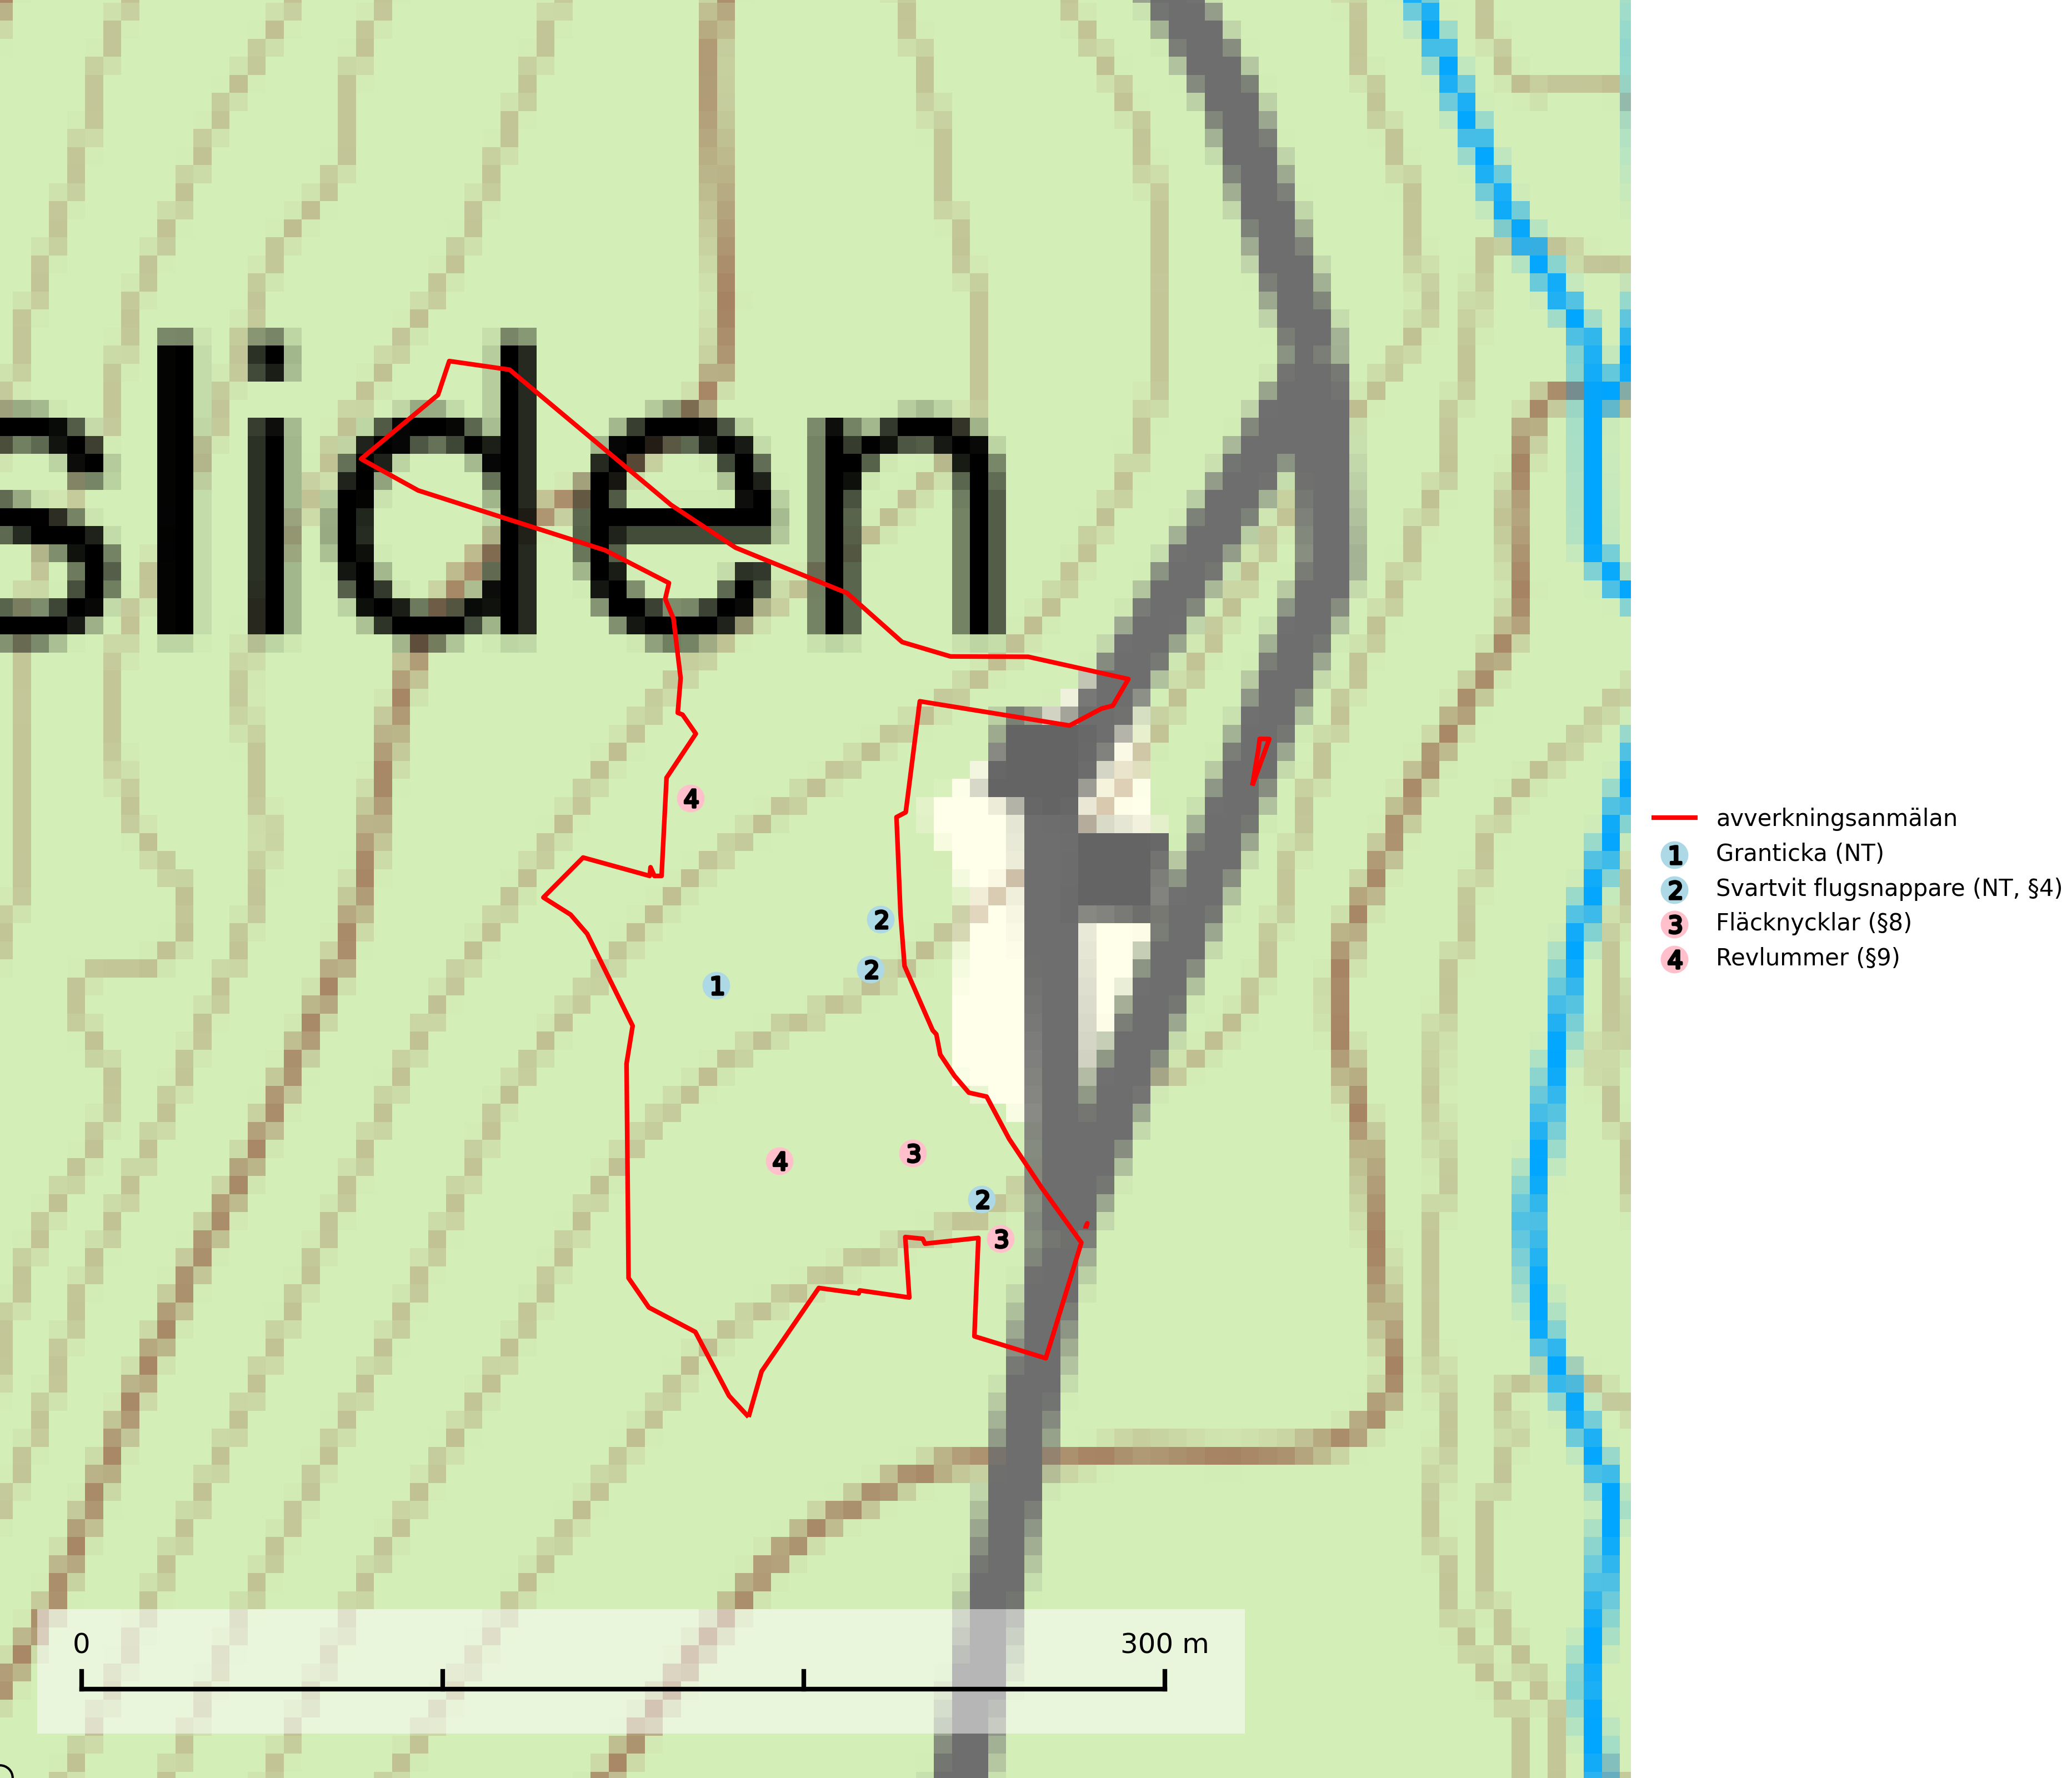 sliden
4
2
2
1
4
3
2
3
avverkningsanmälan
1 Granticka (NT)
2 Svartvit flugsnappare (NT, §4)
3 Fläcknycklar (§8)
4 Revlummer (§9)
0 300 m